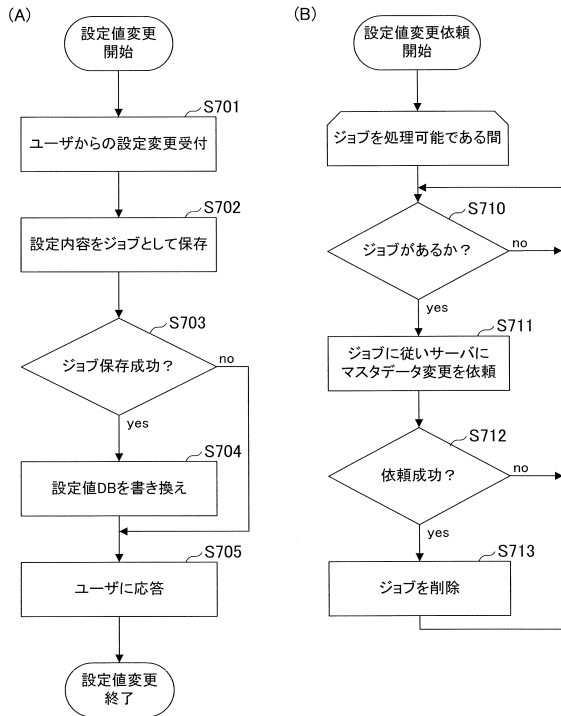 (A)
設定値変更
開始
S701
ユーザからの設定変更受付
S702
設定内容をジョブとして保存
S703
ジョブ保存成功？
no
yes
S704
設定値DBを書き換え
S705
ユーザに応答
設定値変更
終了
(B)
設定値変更依頼
開始
ジョブを処理可能である間
S710
ジョブがあるか？
no
yes
S711
ジョブに従いサーバに
マスタデータ変更を依頼
S712
依頼成功？
no
yes
S713
ジョブを削除